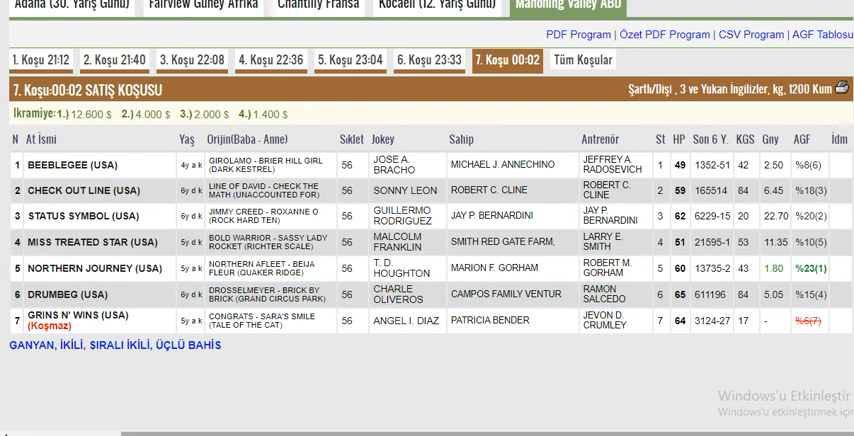 Adana (30. Yarış Günü) Fairview Güney Afrika Chantilly Fransa Kocaeli (12. Yarış Günü) Mahoning Valley ABD
PDF Program | Özet PDF Program | CSV Program | AGF Tablosu
1. Koşu 21:12 2. Koşu 21:40 3. Koşu 22:08 4. Koşu 22:36 5. Koşu 23:04 6. Koşu 23:33 7. Koşu 00:02 Tüm Koşular
7. Koşu:00:02 SATIŞ KOŞUSU Şartlı/Dişi , 3 ve Yukarı İngilizler, kg, 1200 Kum
İkramiye:1.) 12.600 $ 2.) 4.000 $ 3.) 2.000 $ 4.) 1.400 $
N At İsmi Yaş Orijin(Baba - Anne) Sıklet Jokey Sahip Antrenör St HP Son 6 Y. KGS Gny AGF İdm
1 BEEBLEGEE (USA) 4y a k GIROLAMO - BRIER HILL GIRL (DARK KESTREL) 56 JOSE A. BRACHO MICHAEL J. ANNECHINO JEFFREY A. RADOSEVICH 1 49 1352-51 42 2.50 %8(6)
2 CHECK OUT LINE (USA) 6y d k LINE OF DAVID - CHECK THE MATH (UNACCOUNTED FOR) 56 SONNY LEON ROBERT C. CLINE ROBERT C. CLINE 2 59 165514 84 6.45 %18(3)
3 STATUS SYMBOL (USA) 6y d k JIMMY CREED - ROXANNE O (ROCK HARD TEN) 56 GUILLERMO RODRIGUEZ JAY P. BERNARDINI JAY P. BERNARDINI 3 62 6229-15 20 22.70 %20(2)
4 MISS TREATED STAR (USA) 5y d k BOLD WARRIOR - SASSY LADY ROCKET (RICHTER SCALE) 56 MALCOLM FRANKLIN SMITH RED GATE FARM, LARRY E. SMITH 4 51 21595-1 53 11.35 %10(5)
5 NORTHERN JOURNEY (USA) 5y a k NORTHERN AFLEET - BEIJA FLEUR (QUAKER RIDGE) 56 T. D. HOUGHTON MARION F. GORHAM ROBERT M. GORHAM 5 60 13735-2 43 1.80 %23(1)
6 DRUMBEG (USA) 6y d k DROSSELMEYER - BRICK BY BRICK (GRAND CIRCUS PARK) 56 CHARLE OLIVEROS CAMPOS FAMILY VENTUR RAMON SALCEDO 6 65 611196 84 5.05 %15(4)
7 GRINS N' WINS (USA) (Koşmaz) 5y a k CONGRATS - SARA'S SMILE (TALE OF THE CAT) 56 ANGEL I. DIAZ PATRICIA BENDER JEVON D. CRUMLEY 7 64 3124-27 17 - %6(7)
GANYAN, İKİLİ, SIRALI İKİLİ, ÜÇLÜ BAHİS
Windows'u Etkinleştir
Windows'u etkinleştirmek için